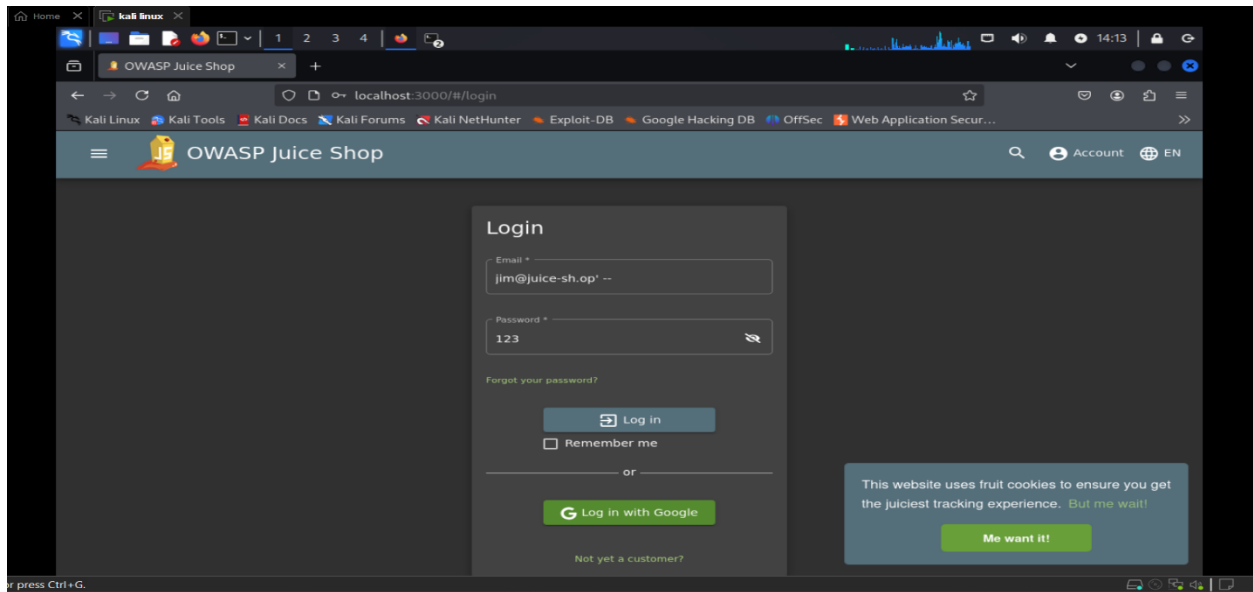 Home × kali linux ×
1 2 3 4 14:13
OWASP Juice Shop × +
localhost:3000/#/login
Kali Linux Kali Tools Kali Docs Kali Forums Kali NetHunter Exploit-DB Google Hacking DB OffSec Web Application Secur...
OWASP Juice Shop Account EN
Login
Email *
jim@juice-sh.op' --
Password *
123
Forgot your password?
Log in
Remember me
or
G Log in with Google
Not yet a customer?
This website uses fruit cookies to ensure you get
the juiciest tracking experience. But me wait!
Me want it!
or press Ctrl+G.